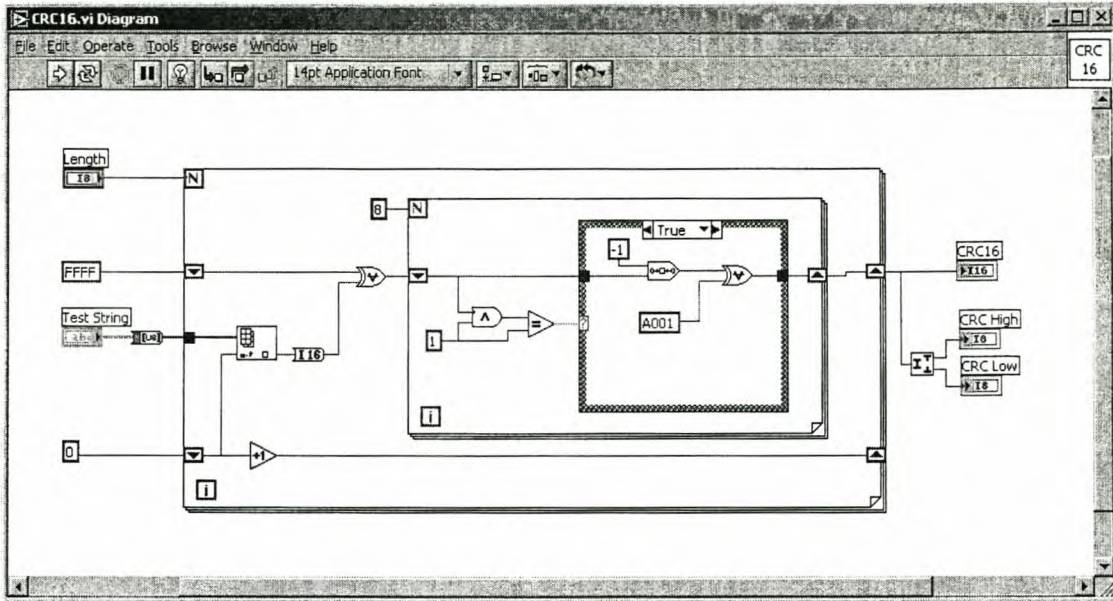 CRC16.vi Diagram
File Edit Operate Tools Browse Window Help
CRC
16
14pt Application Font
Length
I8
N
8
N
True
-1
FFFF
CRC16
I16
Test String
abc
[U8]
I16
1
=
?
A001
CRC High
I8
CRC Low
I8
i
0
+1
i